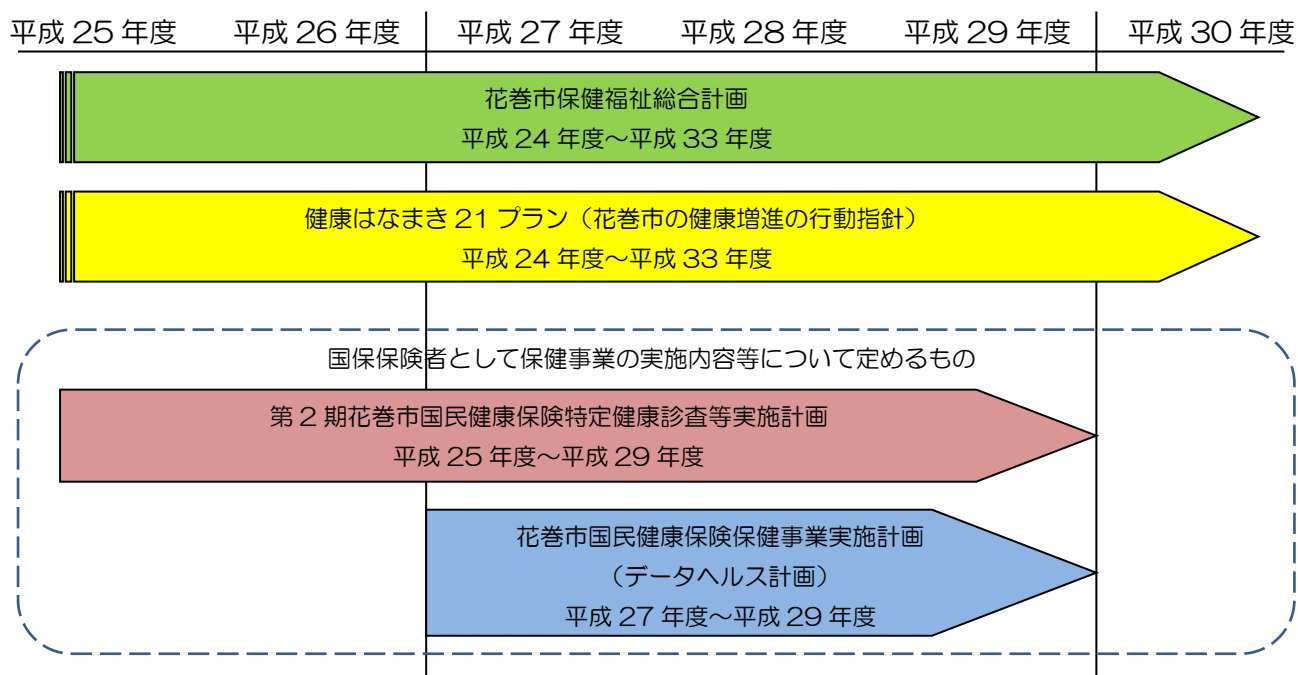 平成 25 年度 平成 26 年度 平成 27 年度 平成 28 年度 平成 29 年度 平成 30 年度
花巻市保健福祉総合計画
平成 24 年度～平成 33 年度
健康はなまき 21 プラン（花巻市の健康増進の行動指針）
平成 24 年度～平成 33 年度
国保保険者として保健事業の実施内容等について定めるもの
第 2 期花巻市国民健康保険特定健康診査等実施計画
平成 25 年度～平成 29 年度
花巻市国民健康保険保健事業実施計画
（データヘルス計画）
平成 27 年度～平成 29 年度